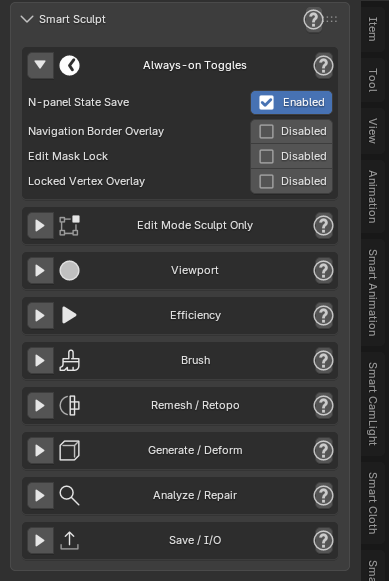 Smart Sculpt
Always-on Toggles
N-panel State Save Enabled
Navigation Border Overlay Disabled
Edit Mask Lock Disabled
Locked Vertex Overlay Disabled
Edit Mode Sculpt Only
Viewport
Efficiency
Brush
Remesh / Retopo
Generate / Deform
Analyze / Repair
Save / I/O
Item
Tool
View
Animation
Smart Animation
Smart CamLight
Smart Cloth